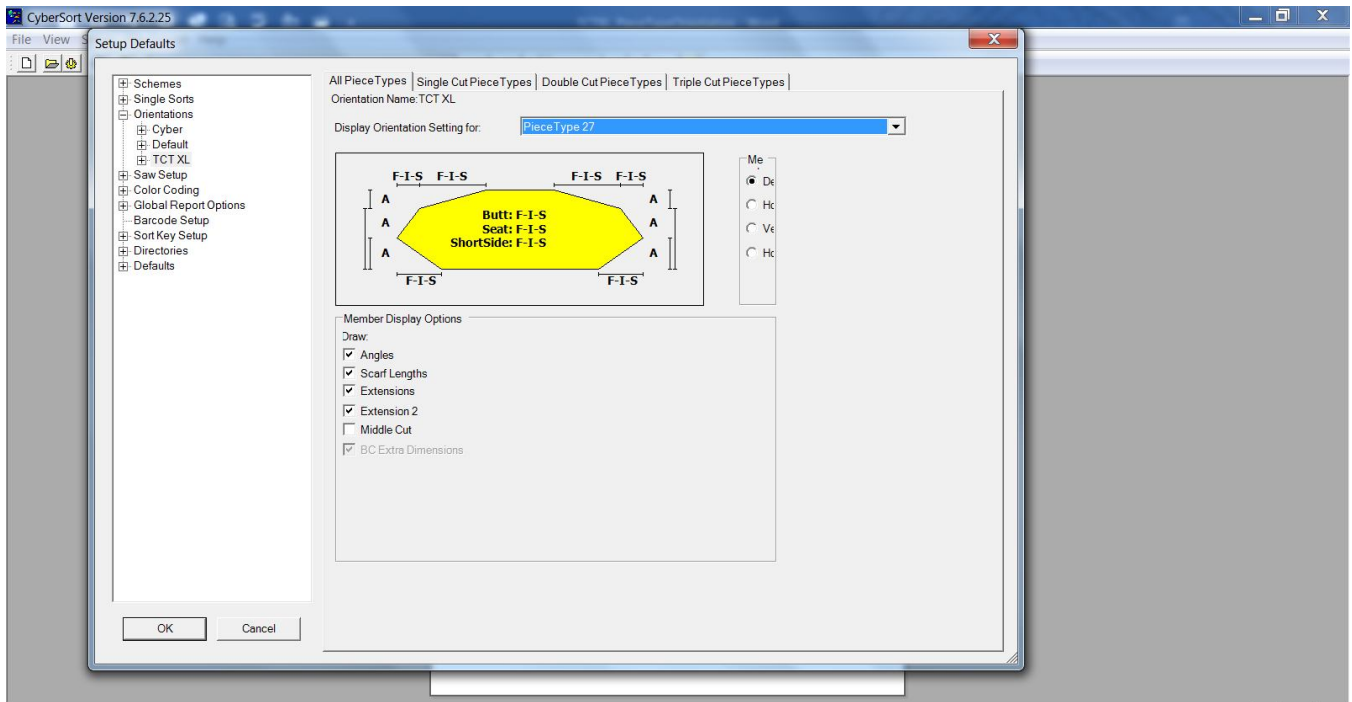 CyberSort Version 7.6.2.25
File View S
Setup Defaults
Schemes
Single Sorts
Orientations
Cyber
Default
TCT XL
Saw Setup
Color Coding
Global Report Options
Barcode Setup
Sort Key Setup
Directories
Defaults
OK Cancel
All PieceTypes Single Cut PieceTypes Double Cut PieceTypes Triple Cut PieceTypes
Orientation Name:TCT XL
Display Orientation Setting for: PieceType 27
F-I-S F-I-S F-I-S F-I-S
A A
Butt: F-I-S
A Seat: F-I-S A
ShortSide: F-I-S
A A
F-I-S F-I-S
Me
De
Ho
Ve
Ho
Member Display Options
Draw:
Angles
Scarf Lengths
Extensions
Extension 2
Middle Cut
BC Extra Dimensions